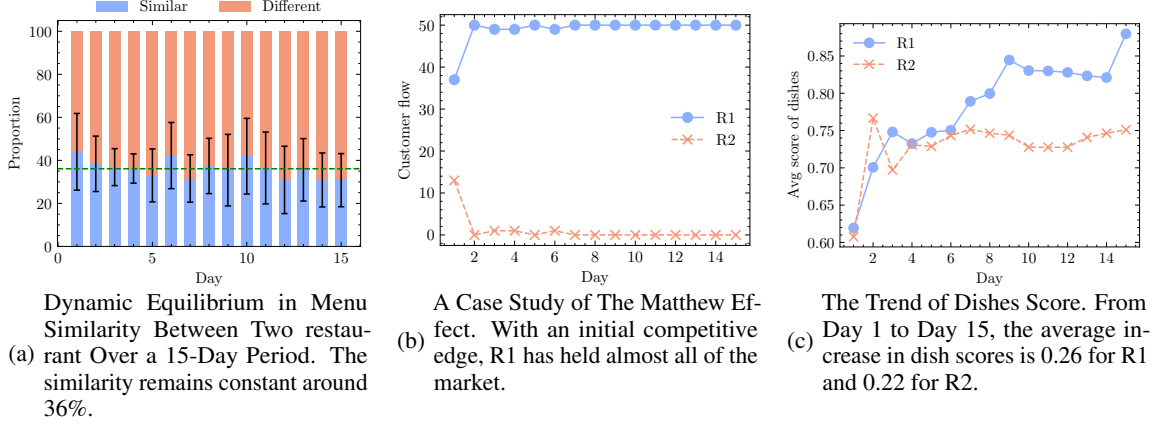 Similar Different
100
80
60
40
20
0
Proportion
5 10 15
Day
50
40
30
20
10
0
Customer flow
R1
R2
2 4 6 8 10 12 14
Day
0.85
0.80
0.75
0.70
0.65
0.60
Avg score of dishes
R1
R2
2 4 6 8 10 12 14
Day
(a) Dynamic Equilibrium in Menu
Similarity Between Two restau-
rant Over a 15-Day Period. The
similarity remains constant around
36%.
(b) A Case Study of The Matthew Ef-
fect. With an initial competitive
edge, R1 has held almost all of the
market.
(c) The Trend of Dishes Score. From
Day 1 to Day 15, the average in-
crease in dish scores is 0.26 for R1
and 0.22 for R2.